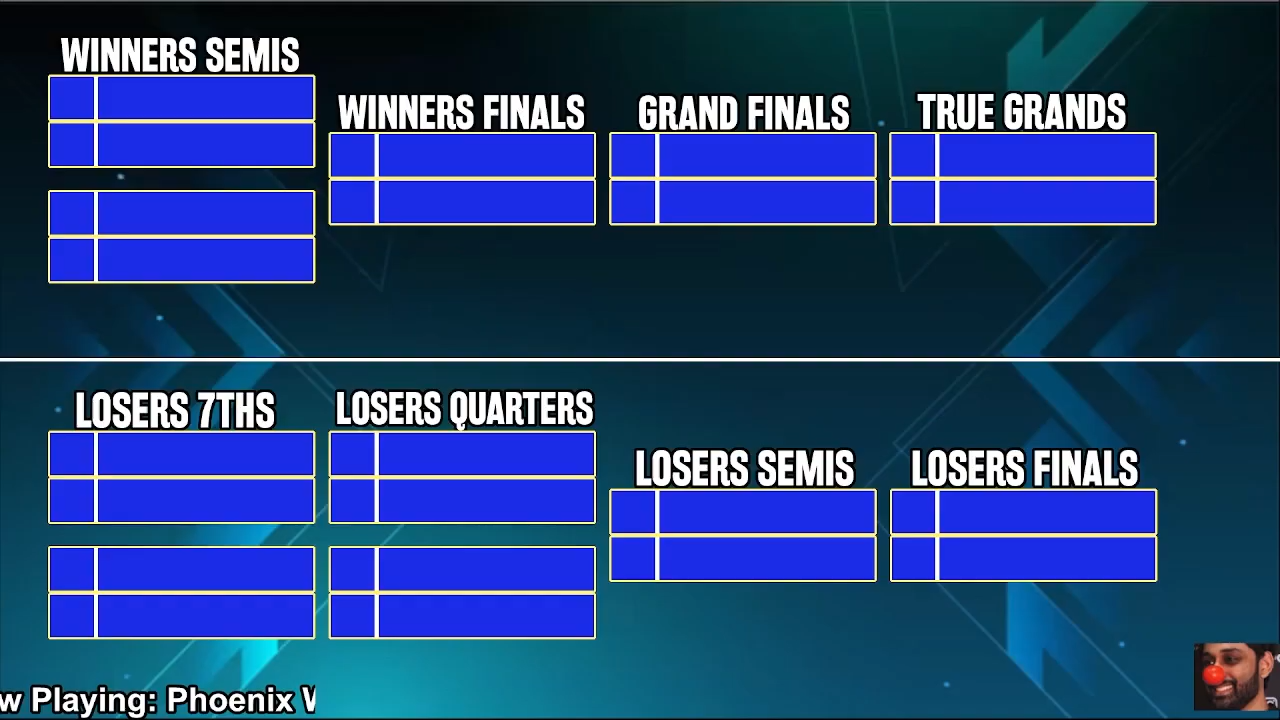 WINNERS SEMIS
WINNERS FINALS
GRAND FINALS
TRUE GRANDS
LOSERS 7THS
LOSERS QUARTERS
LOSERS SEMIS
LOSERS FINALS
w Playing: Phoenix W